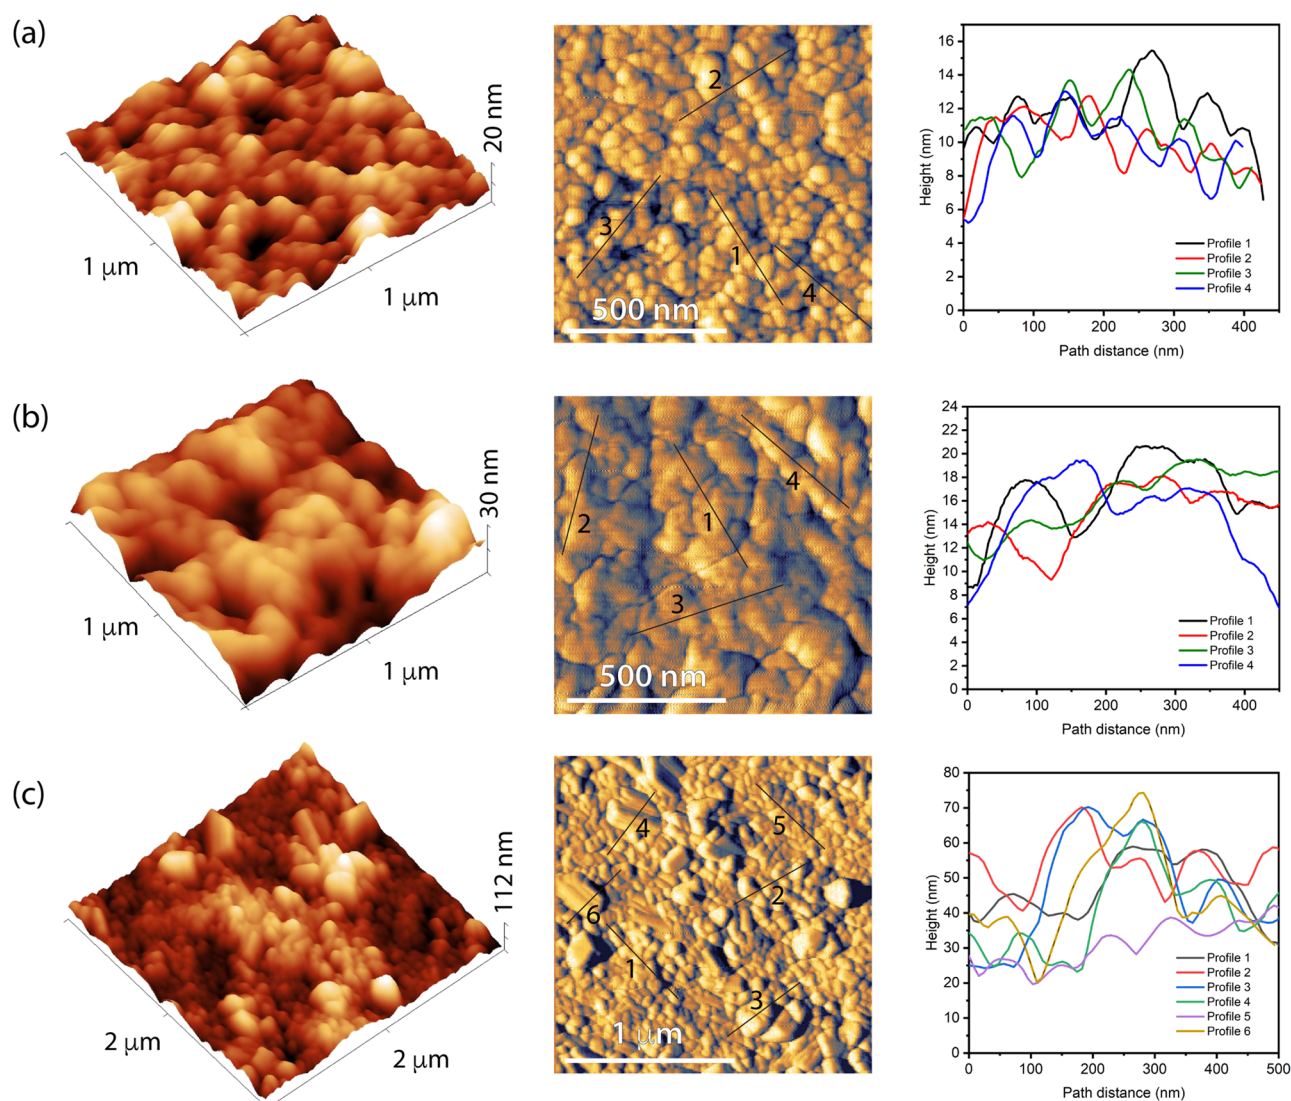 (a)
20 nm
1 μm
1 μm
2
3
1
4
500 nm
16
14
12
10
8
6
4
2
0
Height (nm)
Profile 1
Profile 2
Profile 3
Profile 4
0 100 200 300 400
Path distance (nm)
(b)
30 nm
1 μm
1 μm
4
2
1
3
500 nm
24
22
20
18
16
14
12
10
8
6
4
2
0
Height (nm)
Profile 1
Profile 2
Profile 3
Profile 4
0 100 200 300 400
Path distance (nm)
(c)
112 nm
2 μm
2 μm
4
5
2
6
1
3
1 μm
80
70
60
50
40
30
20
10
0
Height (nm)
Profile 1
Profile 2
Profile 3
Profile 4
Profile 5
Profile 6
0 100 200 300 400 500
Path distance (nm)